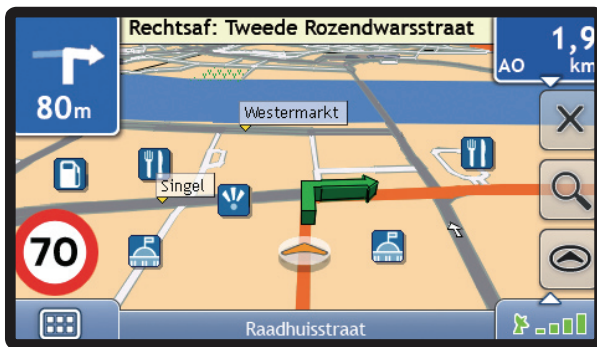 Rechtsaf: Tweede Rozendwarsstraat
80m
1,9
AO km
Westermarkt
Singel
70
Raadhuisstraat